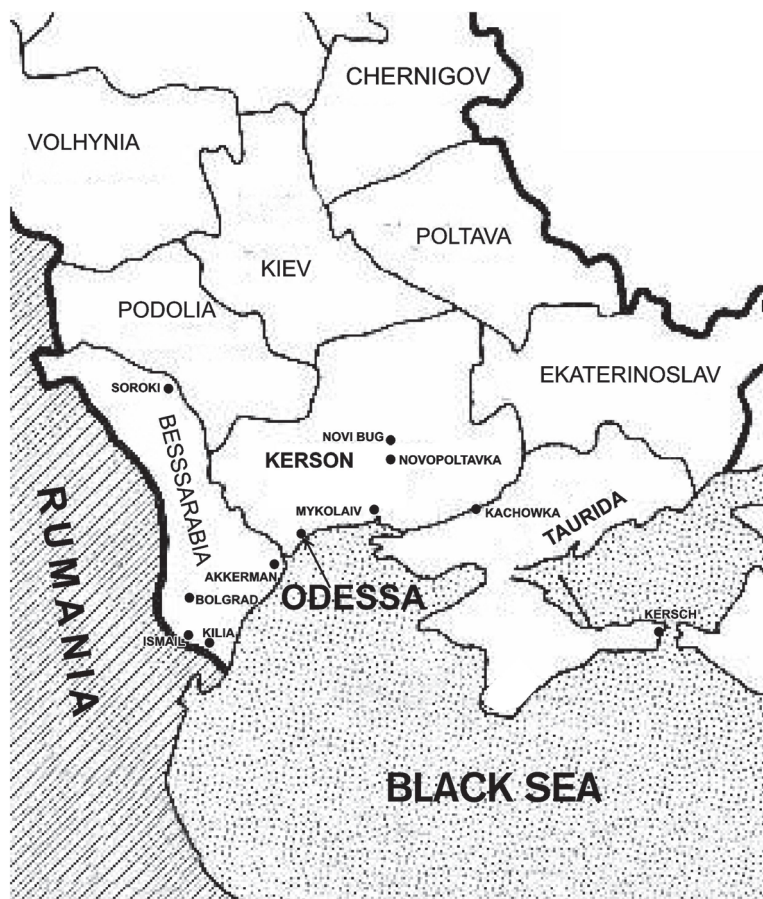 CHERNIGOV
VOLHYNIA
POLTAVA
KIEV
PODOLIA
EKATERINOSLAV
SOROKI
BESSSARABIA
NOVI BUG
KERSON
NOVOPOLTAVKA
RUMANIA
MYKOLAIV
KACHOWKA
TAURIDA
AKKERMAN
ODESSA
BOLGRAD
KERSCH
ISMAIL
KILIA
BLACK SEA